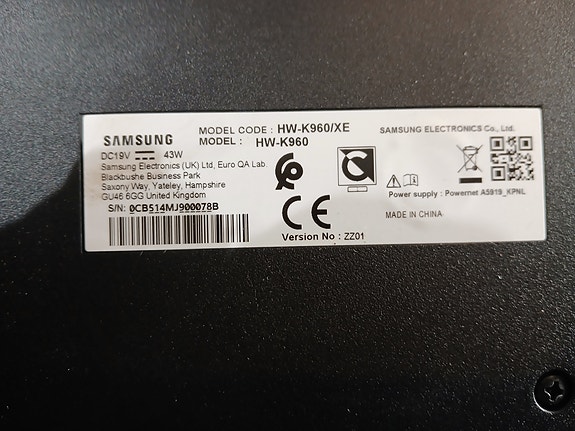 SAMSUNG
MODEL CODE : HW-K960/XE
MODEL : HW-K960
DC19V 43W
Samsung Electronics (UK) Ltd, Euro QA Lab.
Blackbushe Business Park
Saxony Way, Yateley, Hampshire
GU46 6GG United Kingdom
S/N: 0CB514MJ900078B
Version No : ZZ01
SAMSUNG ELECTRONICS Co., Ltd.
Power supply : Powernet A5919_KPNL
MADE IN CHINA